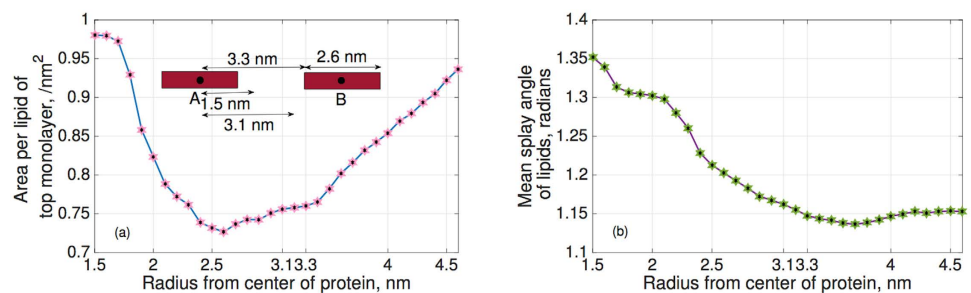 Area per lipid of
top monolayer, /nm²
1
0.95
0.9
0.85
0.8
0.75
0.7
3.3 nm
2.6 nm
A
B
1.5 nm
3.1 nm
(a)
1.5
2
2.5
3.13.3
4
4.5
Radius from center of protein, nm
Mean splay angle
of lipids, radians
1.4
1.35
1.3
1.25
1.2
1.15
1.1
(b)
1.5
2
2.5
3.13.3
4
4.5
Radius from center of protein, nm